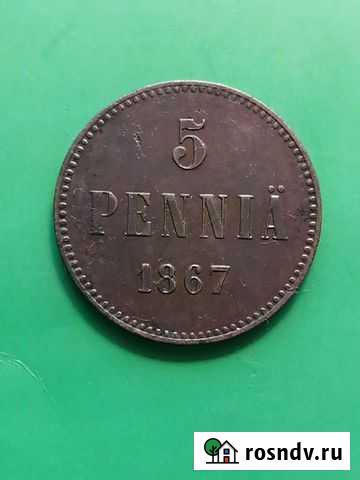 5
PENNIÄ
1867
rosndv.ru